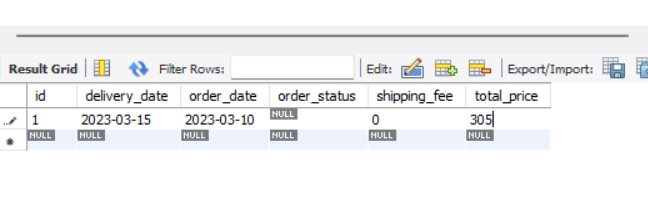 Result Grid Filter Rows: Edit: Export/Import:
id delivery_date order_date order_status shipping_fee total_price
1 2023-03-15 2023-03-10 NULL 0 305
NULL NULL NULL NULL NULL NULL